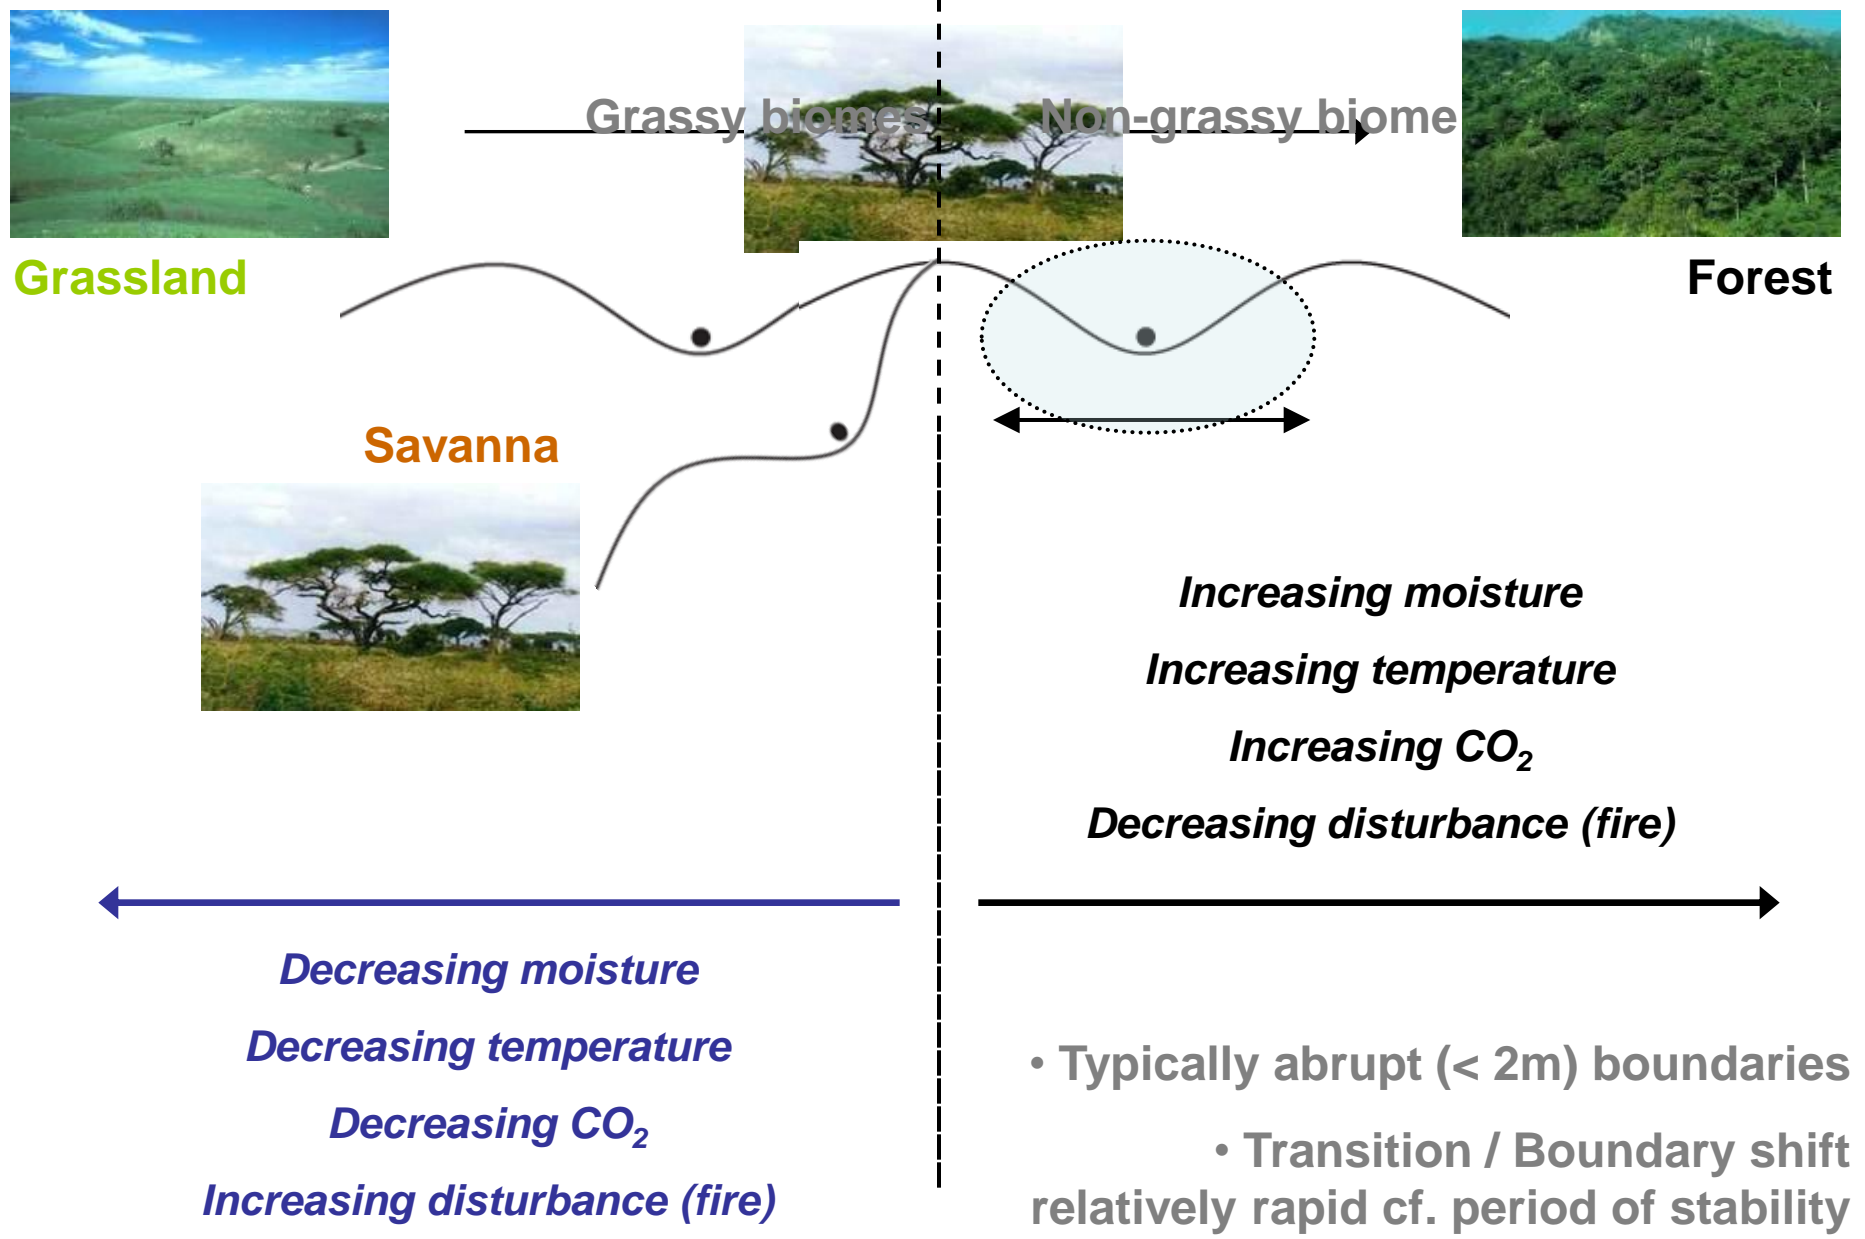 Grassy biomes
Non-grassy biome
Grassland
Forest
Savanna
Increasing moisture
Increasing temperature
Increasing CO₂
Decreasing disturbance (fire)
Decreasing moisture
Decreasing temperature
Decreasing CO₂
Increasing disturbance (fire)
• Typically abrupt (< 2m) boundaries
• Transition / Boundary shift
relatively rapid cf. period of stability